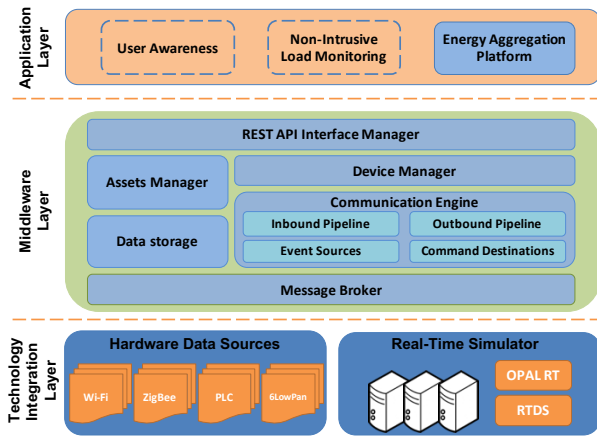 Application
Layer
User Awareness
Non-Intrusive
Load Monitoring
Energy Aggregation
Platform
Middleware
Layer
REST API Interface Manager
Assets Manager
Device Manager
Data storage
Communication Engine
Inbound Pipeline
Outbound Pipeline
Event Sources
Command Destinations
Message Broker
Technology
Integration
Layer
Hardware Data Sources
Wi-Fi
ZigBee
PLC
6LowPan
Real-Time Simulator
OPAL RT
RTDS